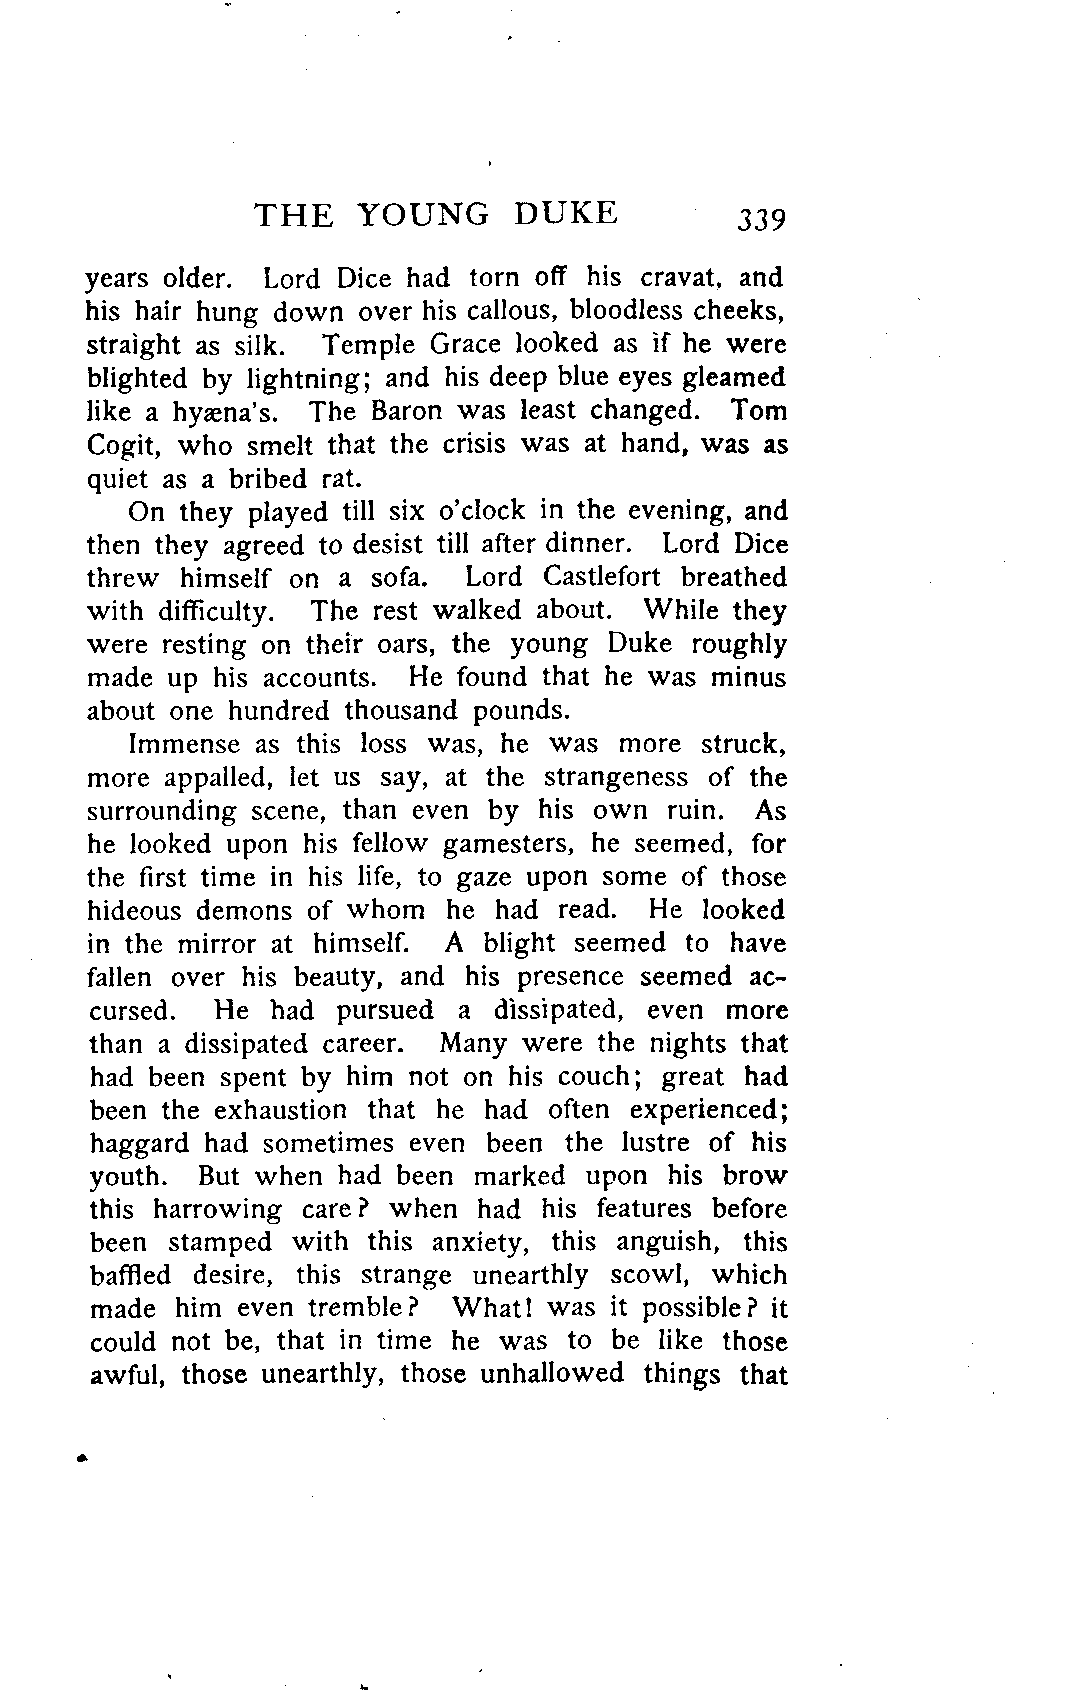 THE YOUNG DUKE 339
years older. Lord Dice had torn off his cravat, and
his hair hung down over his callous, bloodless cheeks,
straight as silk. Temple Grace looked as if he were
blighted by lightning; and his deep blue eyes gleamed
like a hyæna's. The Baron was least changed. Tom
Cogit, who smelt that the crisis was at hand, was as
quiet as a bribed rat.
On they played till six o'clock in the evening, and
then they agreed to desist till after dinner. Lord Dice
threw himself on a sofa. Lord Castlefort breathed
with difficulty. The rest walked about. While they
were resting on their oars, the young Duke roughly
made up his accounts. He found that he was minus
about one hundred thousand pounds.
Immense as this loss was, he was more struck,
more appalled, let us say, at the strangeness of the
surrounding scene, than even by his own ruin. As
he looked upon his fellow gamesters, he seemed, for
the first time in his life, to gaze upon some of those
hideous demons of whom he had read. He looked
in the mirror at himself. A blight seemed to have
fallen over his beauty, and his presence seemed ac-
cursed. He had pursued a dissipated, even more
than a dissipated career. Many were the nights that
had been spent by him not on his couch; great had
been the exhaustion that he had often experienced;
haggard had sometimes even been the lustre of his
youth. But when had been marked upon his brow
this harrowing care? when had his features before
been stamped with this anxiety, this anguish, this
baffled desire, this strange unearthly scowl, which
made him even tremble? What! was it possible? it
could not be, that in time he was to be like those
awful, those unearthly, those unhallowed things that